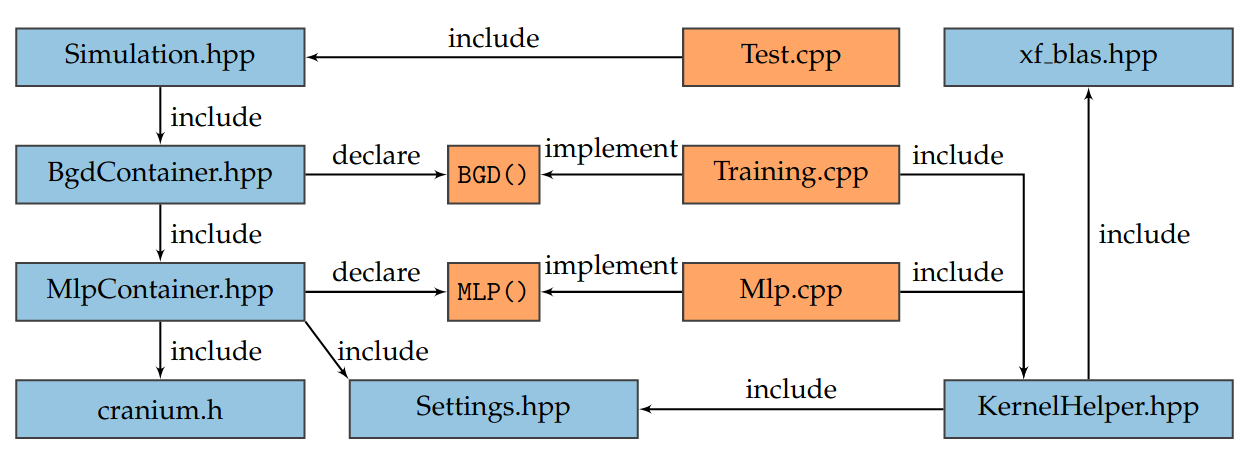 include
Simulation.hpp
Test.cpp
xf_blas.hpp
include
BgdContainer.hpp
declare
BGD()
implement
Training.cpp
include
include
include
MlpContainer.hpp
declare
MLP()
implement
Mlp.cpp
include
include
include
cranium.h
Settings.hpp
include
KernelHelper.hpp